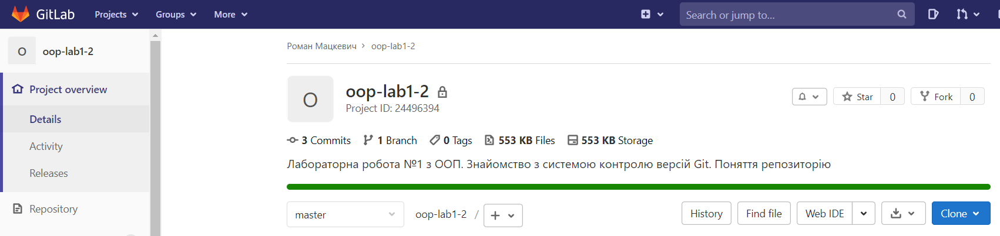 GitLab Projects Groups More Search or jump to...
O oop-lab1-2
Project overview
Details
Activity
Releases
Repository
Роман Мацкевич > oop-lab1-2
O
oop-lab1-2
Project ID: 24496394
Star 0 Fork 0
3 Commits 1 Branch 0 Tags 553 KB Files 553 KB Storage
Лабораторна робота №1 з ООП. Знайомство з системою контролю версій Git. Поняття репозиторію
master oop-lab1-2 / + History Find file Web IDE Clone